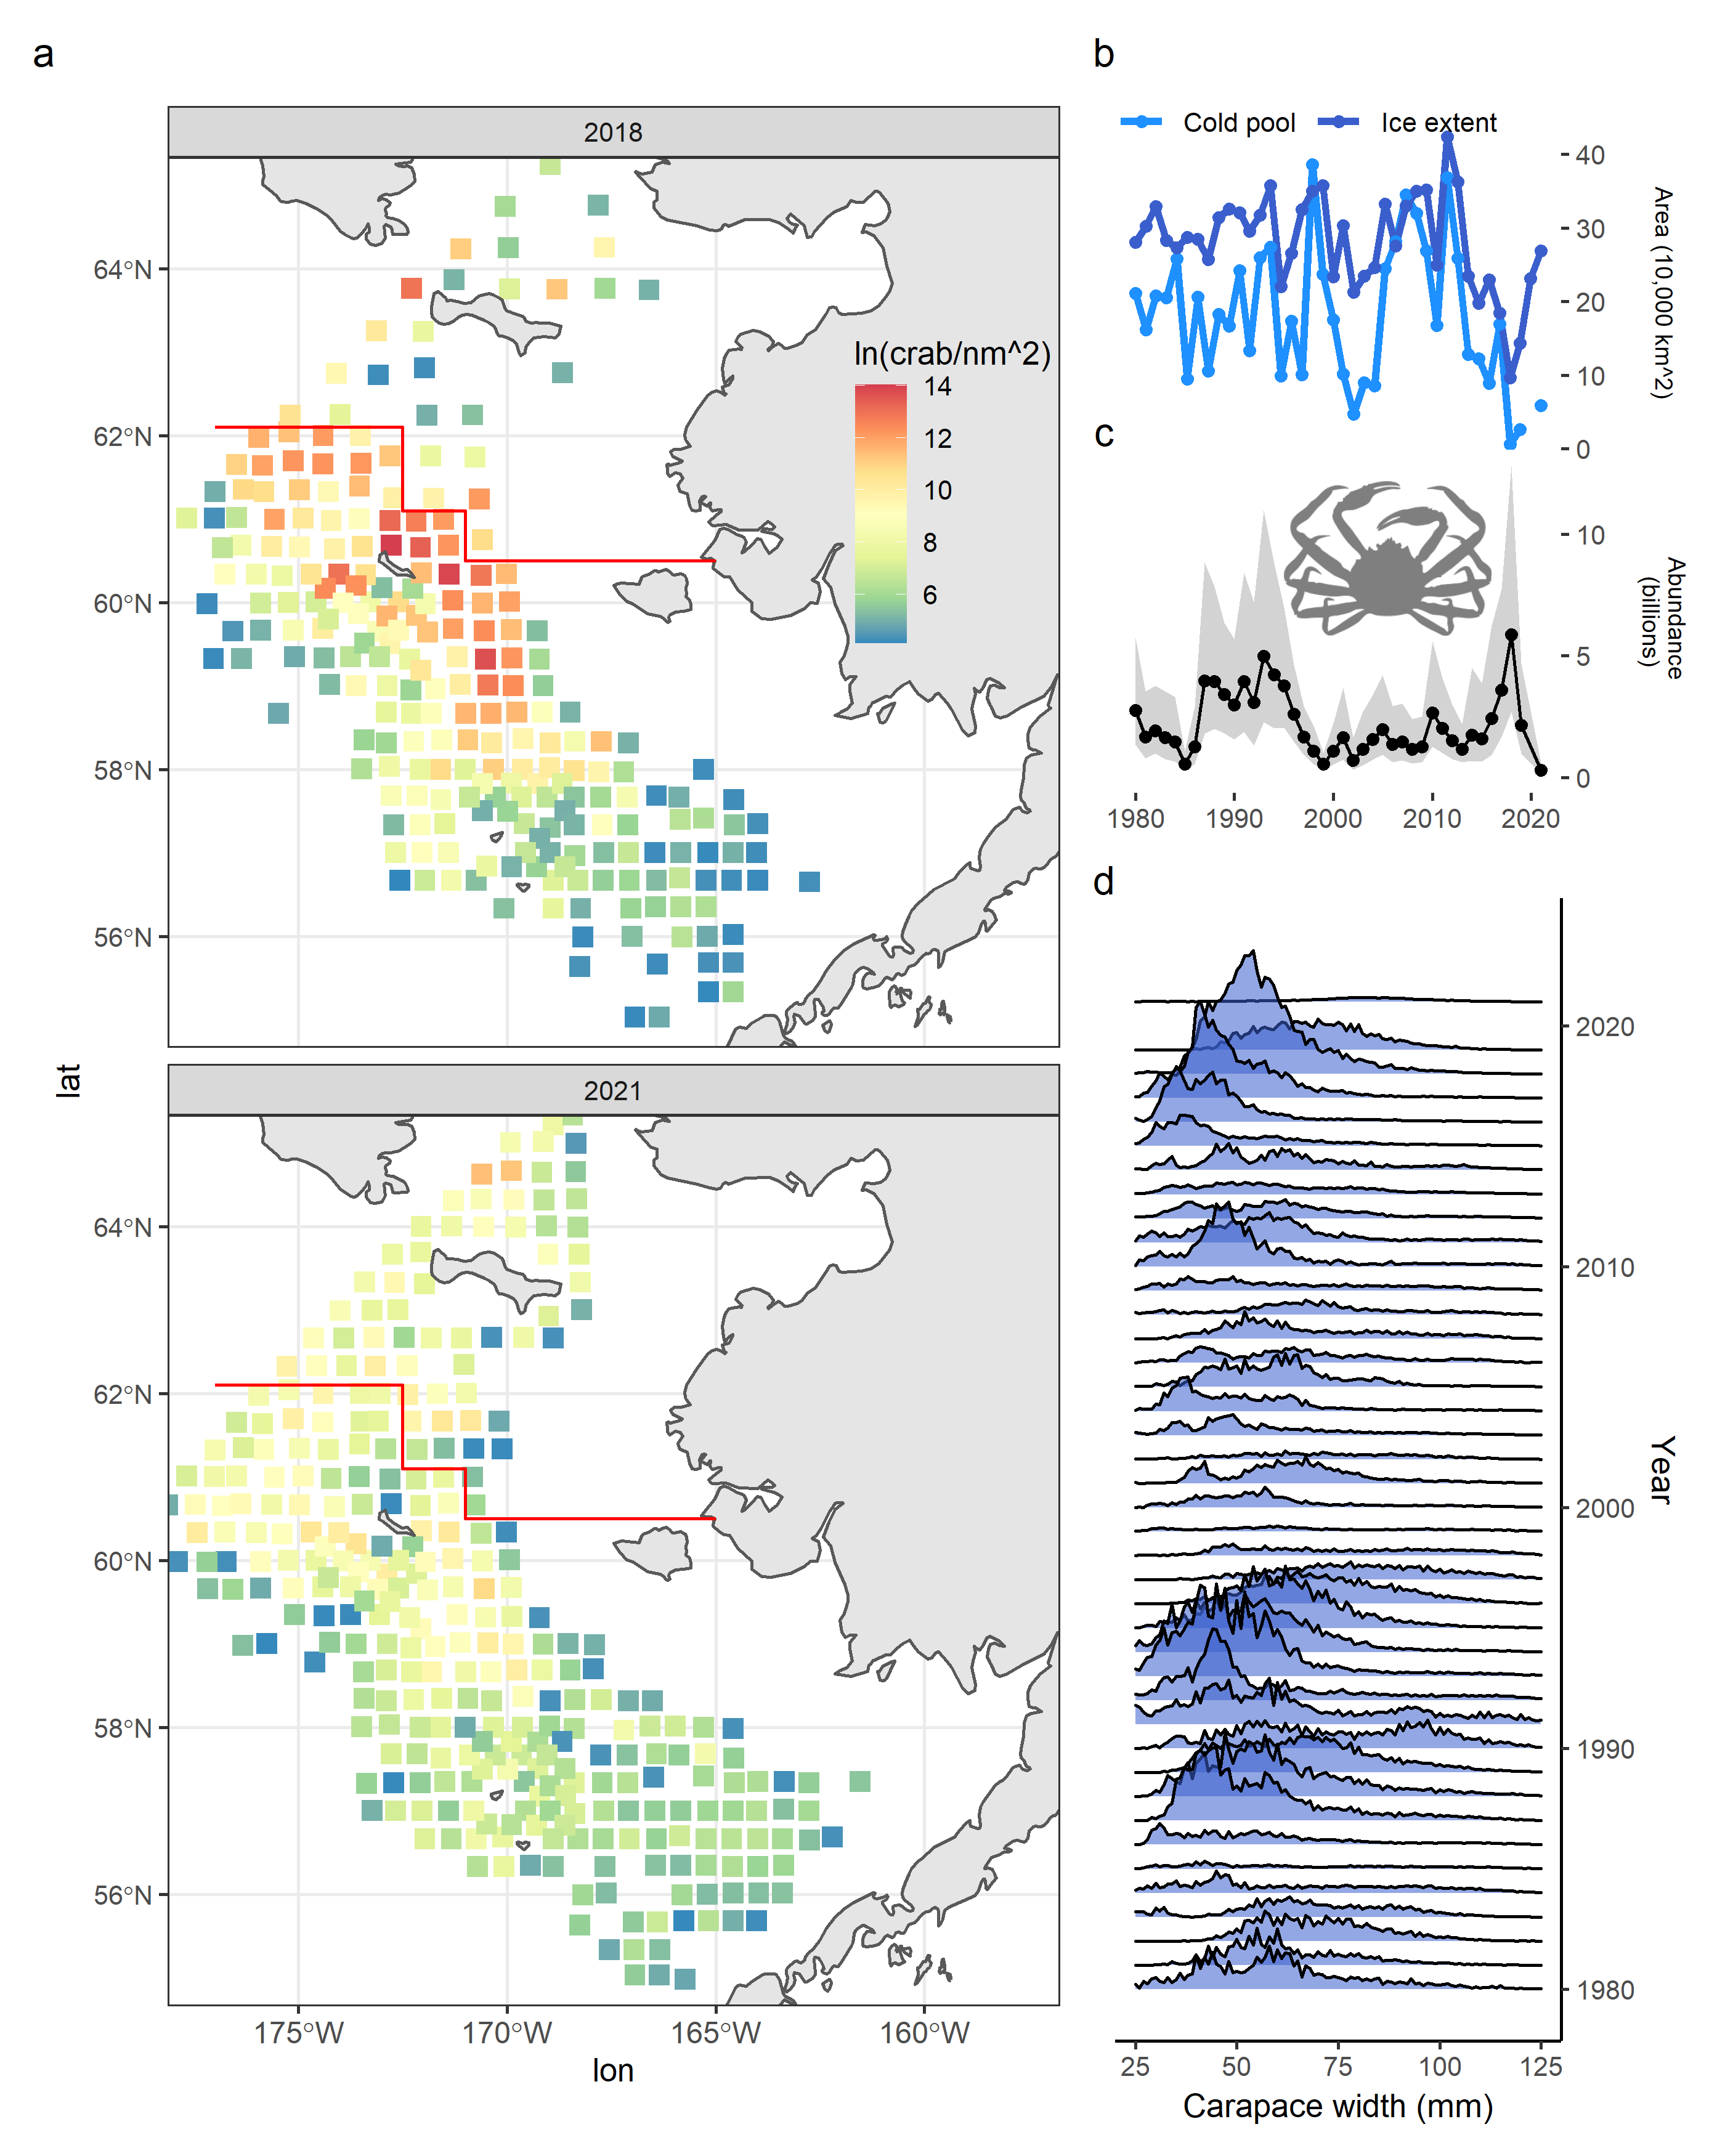 a
2018
64°N
62°N
60°N
58°N
56°N
ln(crab/nm^2)
14
12
10
8
6
lat
2021
64°N
62°N
60°N
58°N
56°N
175°W 170°W 165°W 160°W
lon
b
Cold pool Ice extent
40
30
20
10
0
Area (10,000 km^2)
c
10
5
0
Abundance
(billions)
1980 1990 2000 2010 2020
d
2020
2010
2000
1990
1980
Year
25 50 75 100 125
Carapace width (mm)